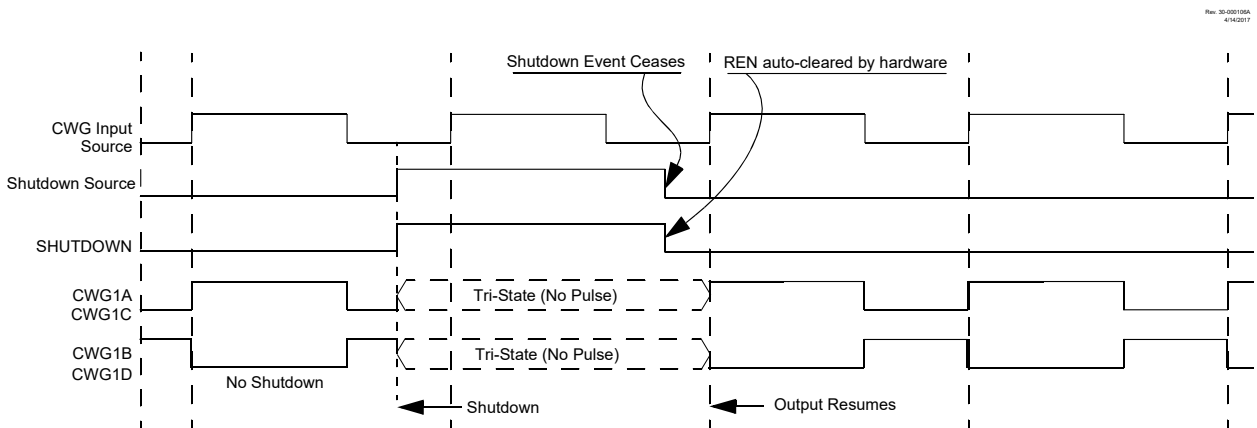 Rev. 30-000108A
4/14/2017
Shutdown Event Ceases
REN auto-cleared by hardware
CWG Input
Source
Shutdown Source
SHUTDOWN
CWG1A
CWG1C
Tri-State (No Pulse)
CWG1B
CWG1D
Tri-State (No Pulse)
No Shutdown
Shutdown
Output Resumes